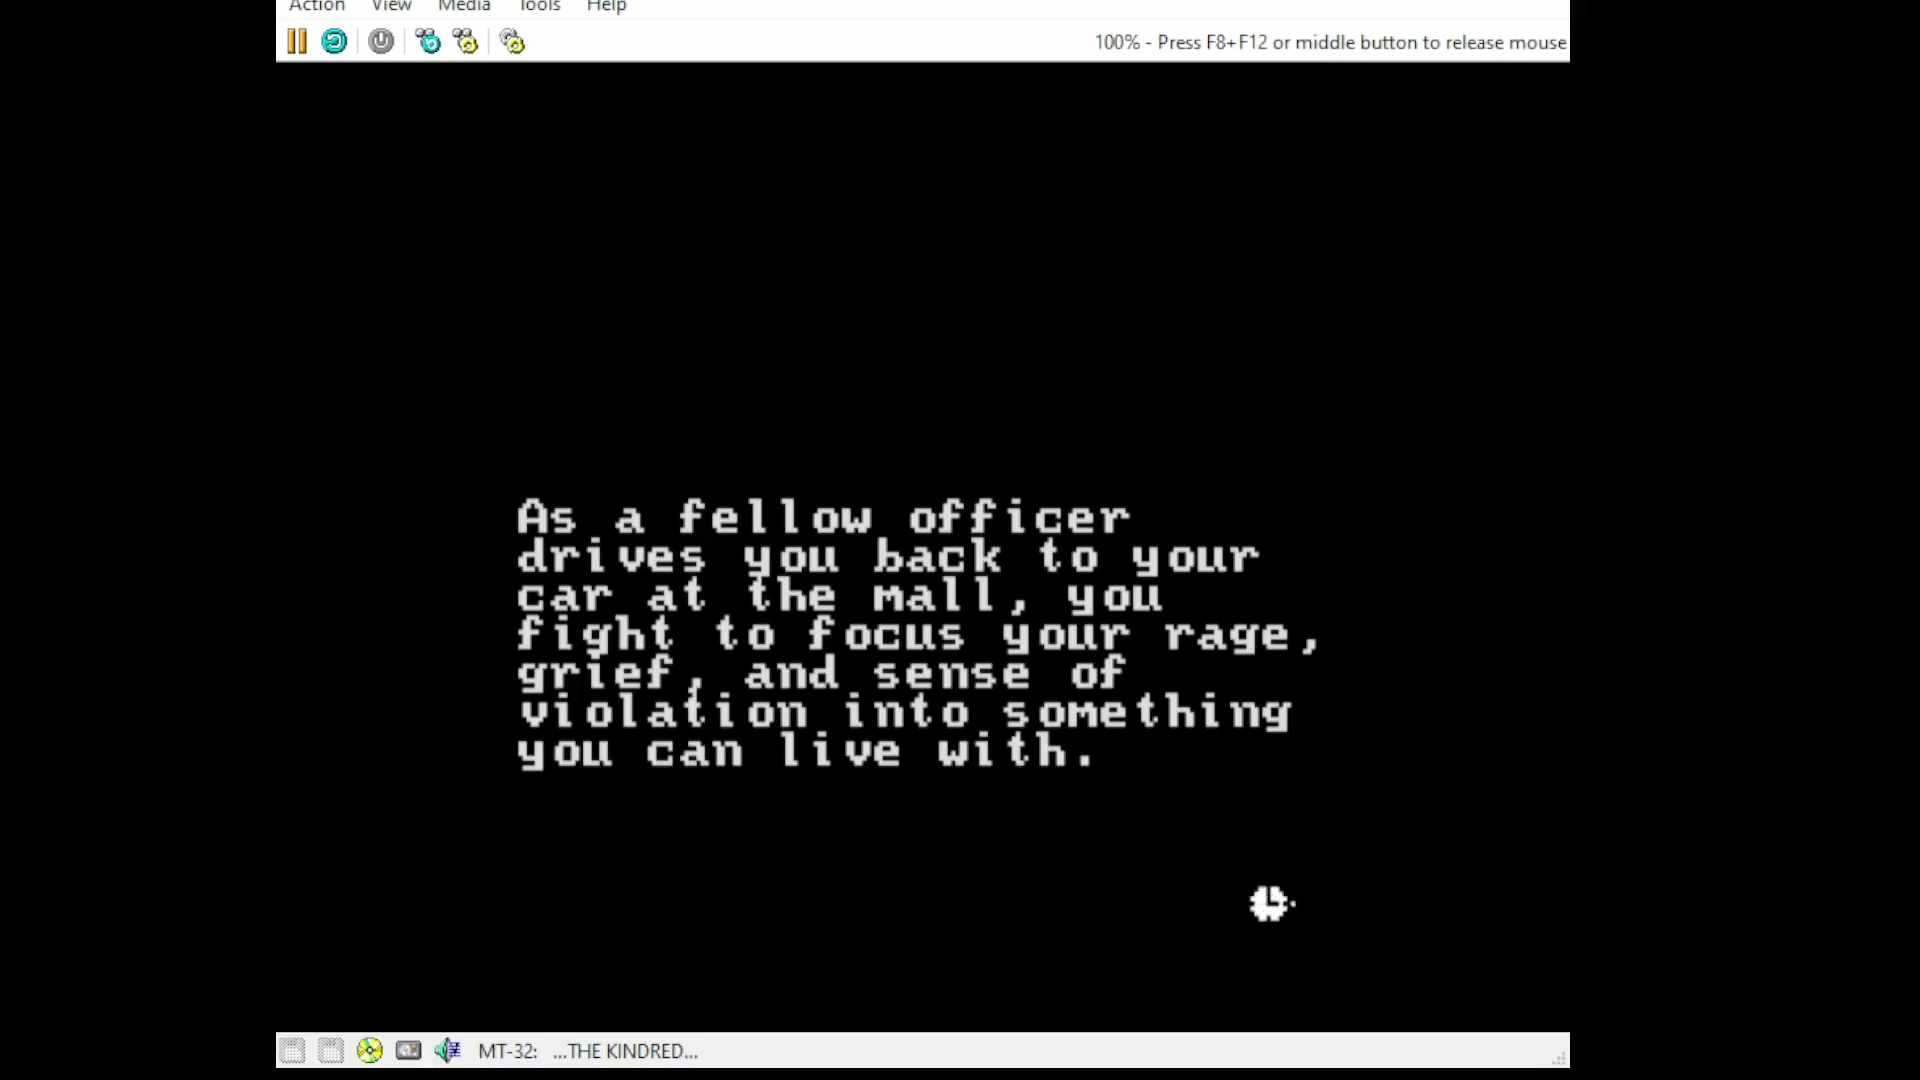 Action View Media Tools Help
100% - Press F8+F12 or middle button to release mouse
As a fellow officer
drives you back to your
car at the mall, you
fight to focus your rage,
grief, and sense of
violation into something
you can live with.
MT-32: ...THE KINDRED...